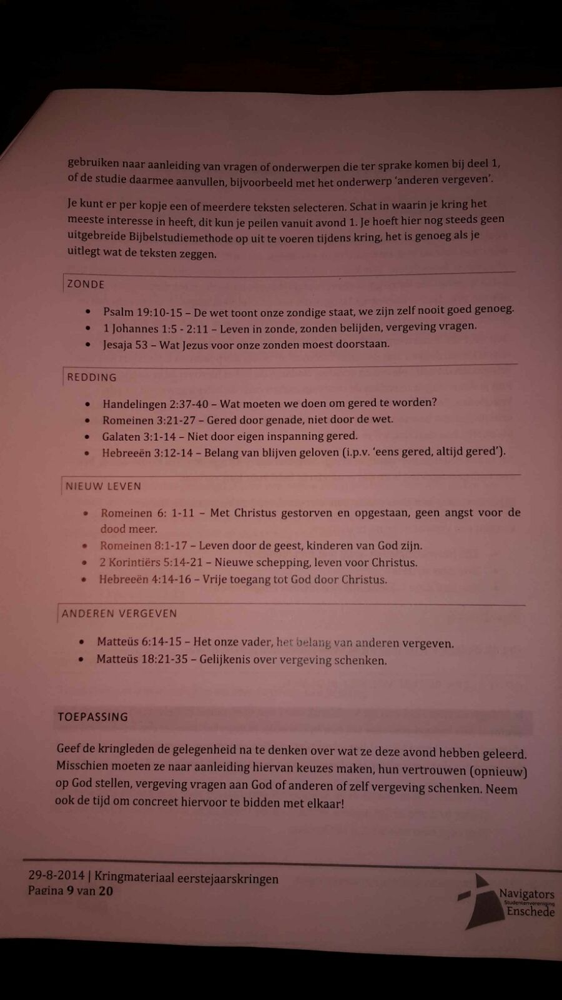 gebruiken naar aanleiding van vragen of onderwerpen die ter sprake komen bij deel 1,
of de studie daarmee aanvullen, bijvoorbeeld met het onderwerp ‘anderen vergeven’.
Je kunt er per kopje een of meerdere teksten selecteren. Schat in waarin je kring het
meeste interesse in heeft, dit kun je peilen vanuit avond 1. Je hoeft hier nog steeds geen
uitgebreide Bijbelstudiemethode op uit te voeren tijdens kring, het is genoeg als je
uitlegt wat de teksten zeggen.
ZONDE
• Psalm 19:10-15 – De wet toont onze zondige staat, we zijn zelf nooit goed genoeg.
• 1 Johannes 1:5 - 2:11 – Leven in zonde, zonden belijden, vergeving vragen.
• Jesaja 53 – Wat Jezus voor onze zonden moest doorstaan.
REDDING
• Handelingen 2:37-40 – Wat moeten we doen om gered te worden?
• Romeinen 3:21-27 – Gered door genade, niet door de wet.
• Galaten 3:1-14 – Niet door eigen inspanning gered.
• Hebreeën 3:12-14 – Belang van blijven geloven (i.p.v. ‘eens gered, altijd gered’).
NIEUW LEVEN
• Romeinen 6: 1-11 – Met Christus gestorven en opgestaan, geen angst voor de
dood meer.
• Romeinen 8:1-17 – Leven door de geest, kinderen van God zijn.
• 2 Korintiërs 5:14-21 – Nieuwe schepping, leven voor Christus.
• Hebreeën 4:14-16 – Vrije toegang tot God door Christus.
ANDEREN VERGEVEN
• Matteüs 6:14-15 – Het onze vader, het belang van anderen vergeven.
• Matteüs 18:21-35 – Gelijkenis over vergeving schenken.
TOEPASSING
Geef de kringleden de gelegenheid na te denken over wat ze deze avond hebben geleerd.
Misschien moeten ze naar aanleiding hiervan keuzes maken, hun vertrouwen (opnieuw)
op God stellen, vergeving vragen aan God of anderen of zelf vergeving schenken. Neem
ook de tijd om concreet hiervoor te bidden met elkaar!
29-8-2014 | Kringmateriaal eerstejaarskringen
Pagina 9 van 20
Navigators
Studentenvereniging
Enschede